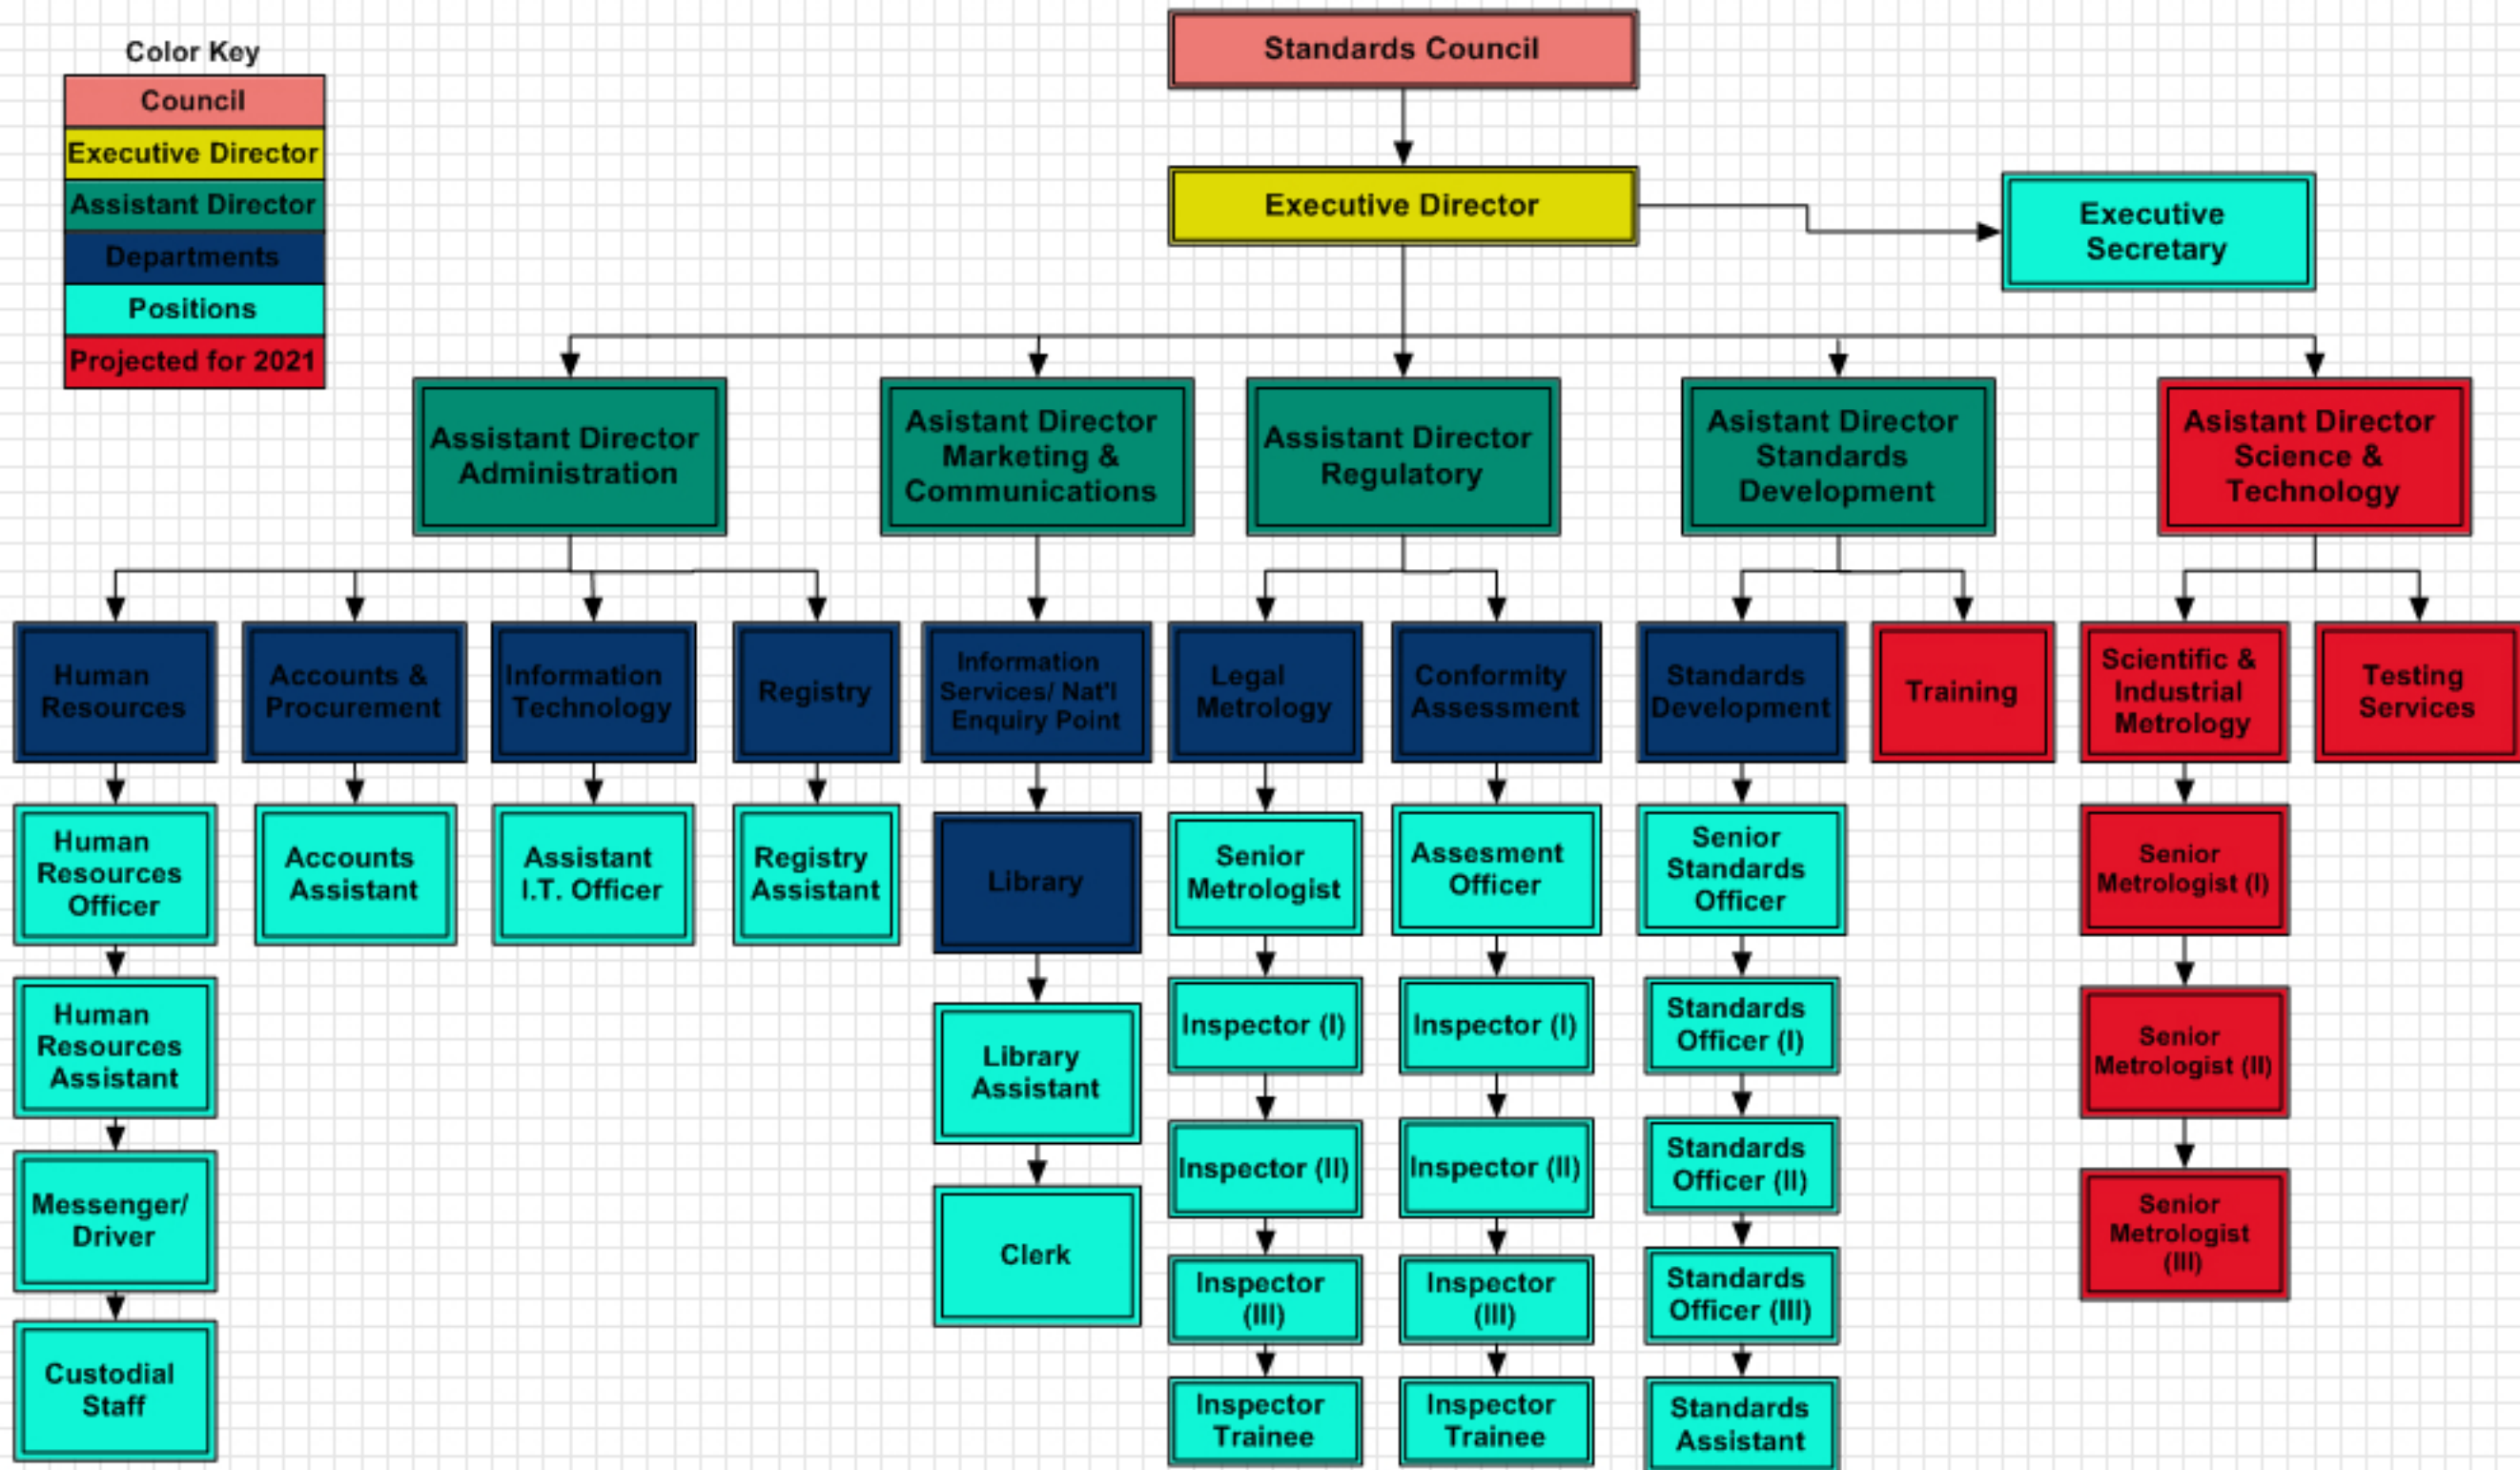 Color Key
Council
Executive Director
Assistant Director
Departments
Positions
Projected for 2021
Standards Council
Executive Director
Executive
Secretary
Assistant Director
Administration
Asistant Director
Marketing &
Communications
Assistant Director
Regulatory
Asistant Director
Standards
Development
Asistant Director
Science &
Technology
Human
Resources
Accounts &
Procurement
Information
Technology
Registry
Information
Services/ Nat'l
Enquiry Point
Legal
Metrology
Conformity
Assessment
Standards
Development
Training
Scientific &
Industrial
Metrology
Testing
Services
Human
Resources
Officer
Accounts
Assistant
Assistant
I.T. Officer
Registry
Assistant
Library
Senior
Metrologist
Assesment
Officer
Senior
Standards
Officer
Senior
Metrologist (I)
Human
Resources
Assistant
Library
Assistant
Inspector (I)
Inspector (I)
Standards
Officer (I)
Senior
Metrologist (II)
Messenger/
Driver
Clerk
Inspector (II)
Inspector (II)
Standards
Officer (II)
Senior
Metrologist
(III)
Inspector
(III)
Inspector
(III)
Standards
Officer (III)
Custodial
Staff
Inspector
Trainee
Inspector
Trainee
Standards
Assistant